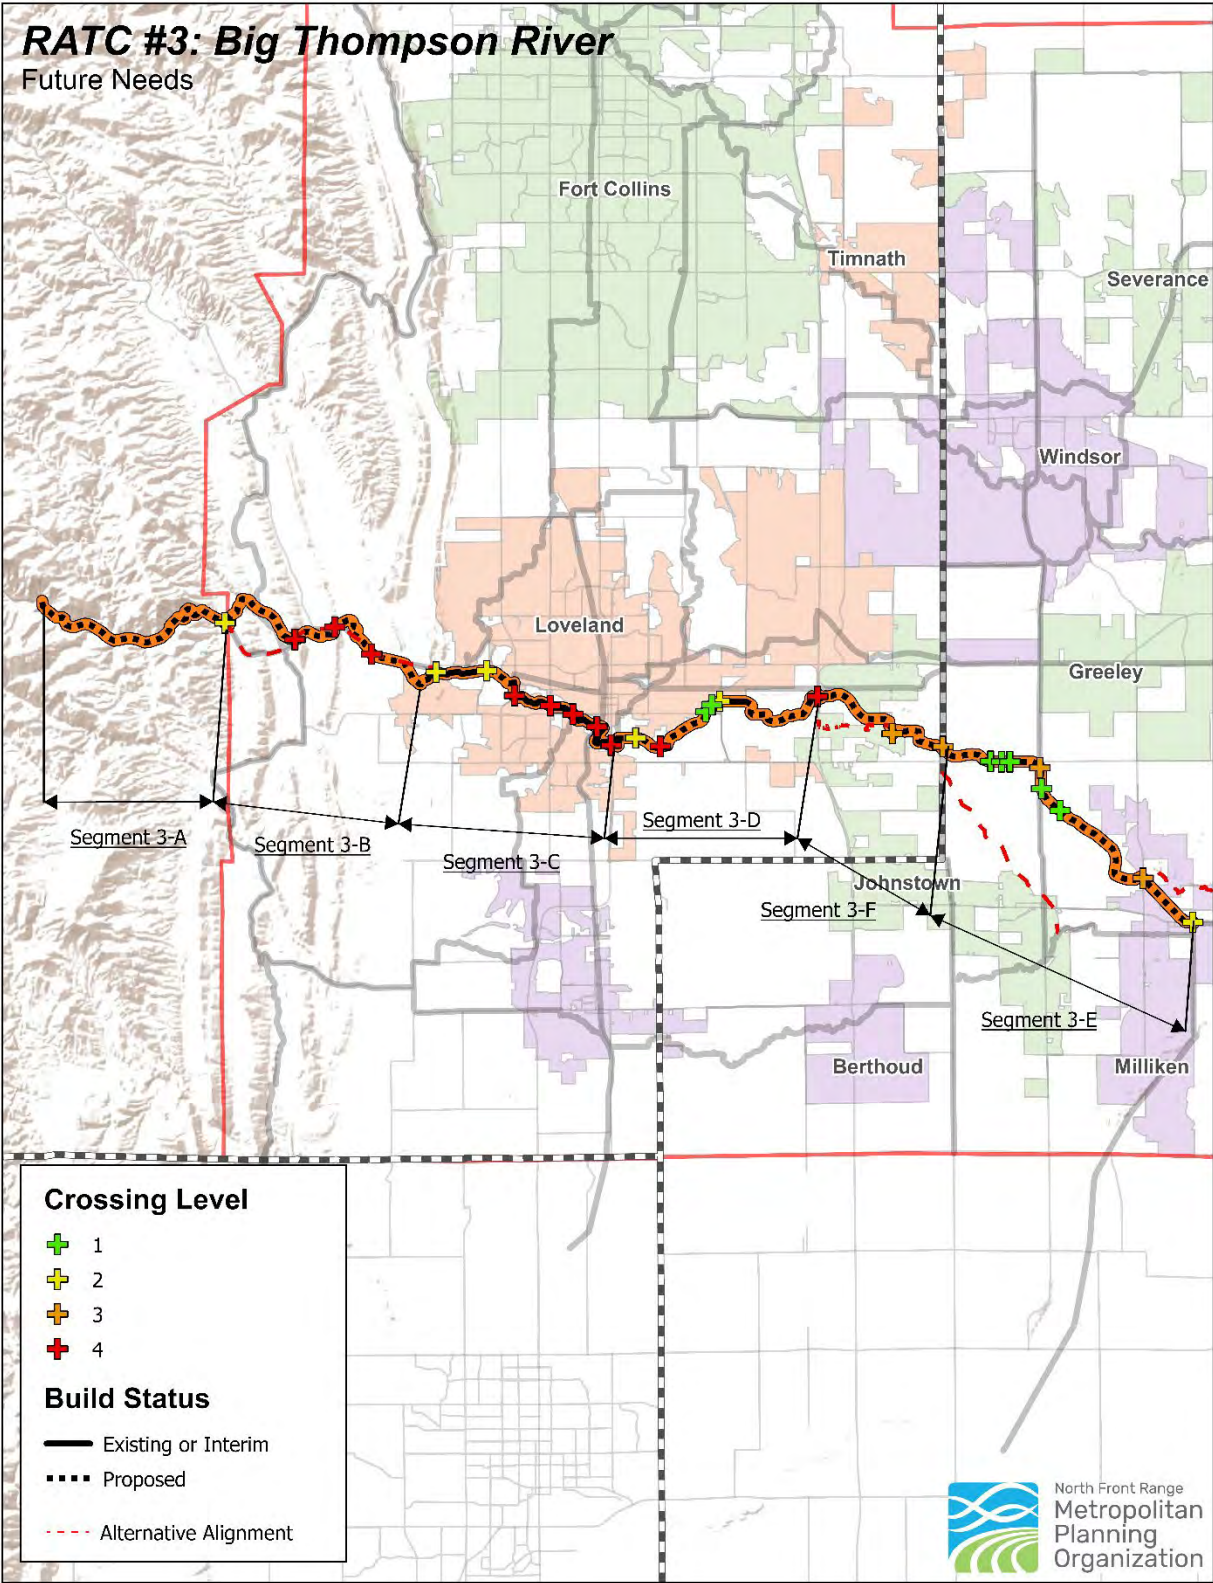 RATC #3: Big Thompson River
Future Needs
Fort Collins
Timnath
Severance
Windsor
Loveland
Greeley
Segment 3-A
Segment 3-B
Segment 3-C
Segment 3-D
Johnstown
Segment 3-F
Segment 3-E
Berthoud
Milliken
Crossing Level
1
2
3
4
Build Status
Existing or Interim
Proposed
Alternative Alignment
North Front Range
Metropolitan
Planning
Organization